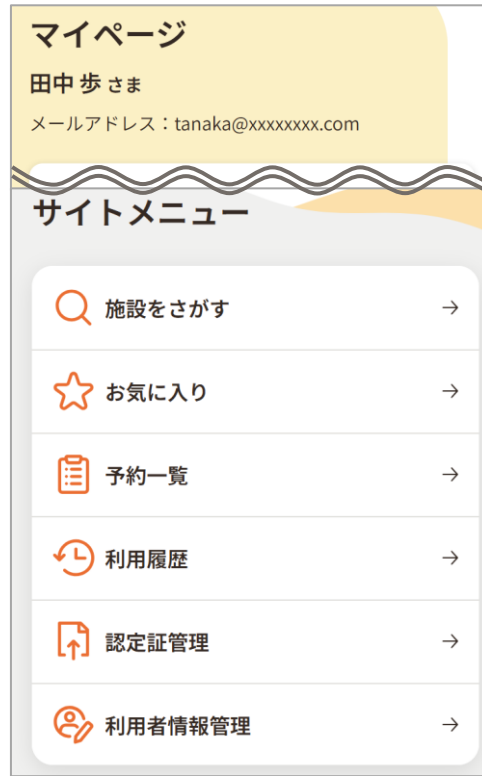 マイページ
田中 歩 さま
メールアドレス：tanaka@xxxxxxxx.com
サイトメニュー
施設をさがす
お気に入り
予約一覧
利用履歴
認定証管理
利用者情報管理